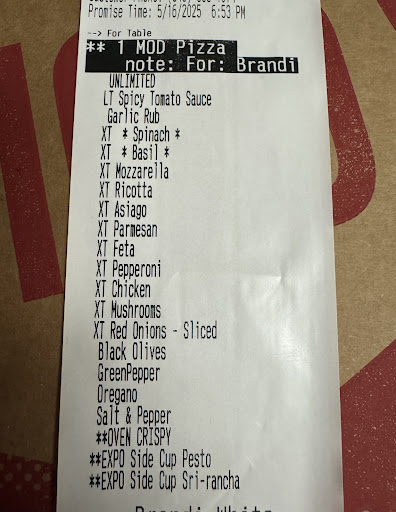 Promise Time: 5/16/2025 6:53 PM
--> For Table
** 1 MOD Pizza
note: For: Brandi
UNLIMITED
LT Spicy Tomato Sauce
Garlic Rub
XT * Spinach *
XT * Basil *
XT Mozzarella
XT Ricotta
XT Asiago
XT Parmesan
XT Feta
XT Pepperoni
XT Chicken
XT Mushrooms
XT Red Onions - Sliced
Black Olives
GreenPepper
Oregano
Salt & Pepper
**OVEN CRISPY
**EXPO Side Cup Pesto
**EXPO Side Cup Sri-rancha
Brandi